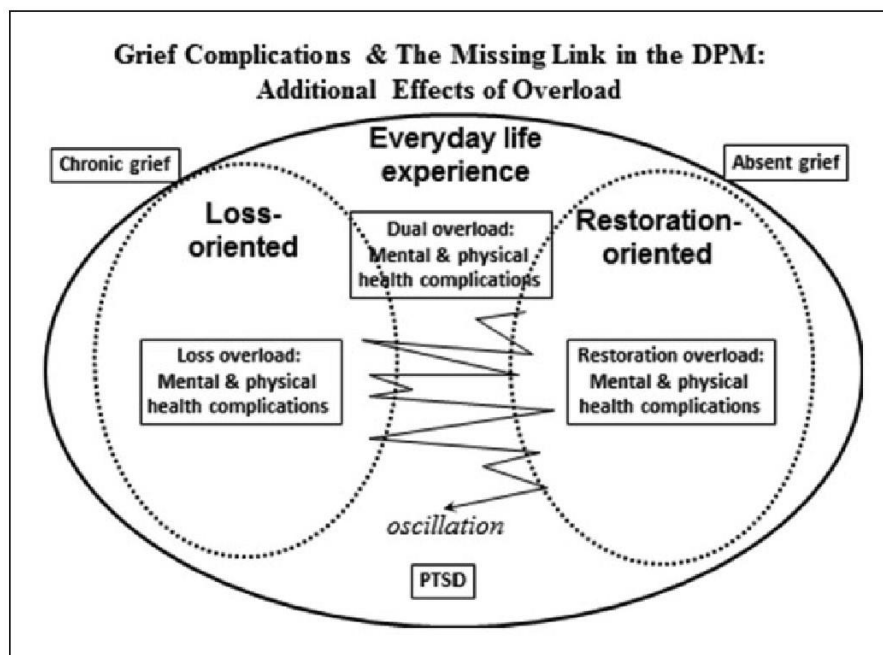 Grief Complications & The Missing Link in the DPM:
Additional Effects of Overload
Everyday life
experience
Chronic grief
Absent grief
Loss-
oriented
Dual overload:
Mental & physical
health complications
Restoration-
oriented
Loss overload:
Mental & physical
health complications
Restoration overload:
Mental & physical
health complications
oscillation
PTSD